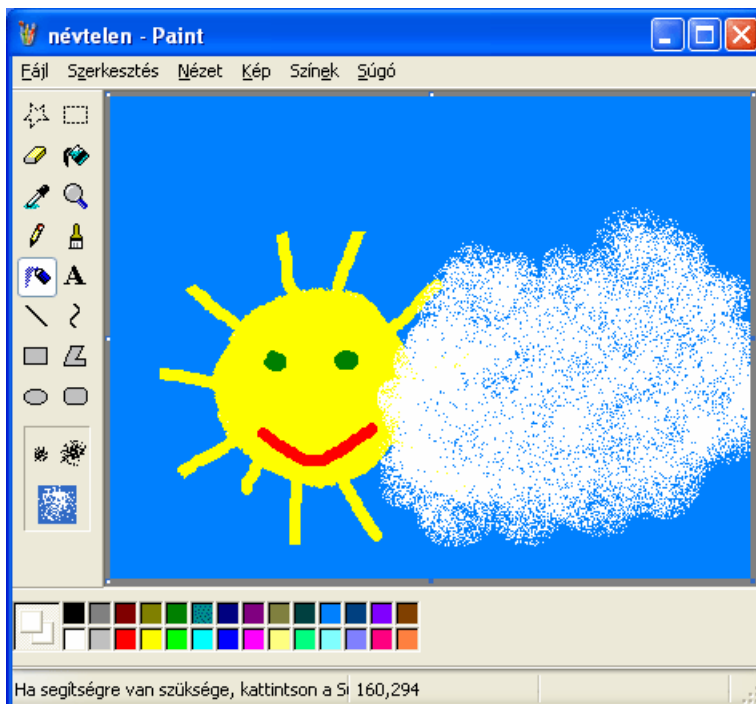 névtelen - Paint
Fájl Szerkesztés Nézet Kép Színek Súgó
A
Ha segítségre van szüksége, kattintson a 160,294